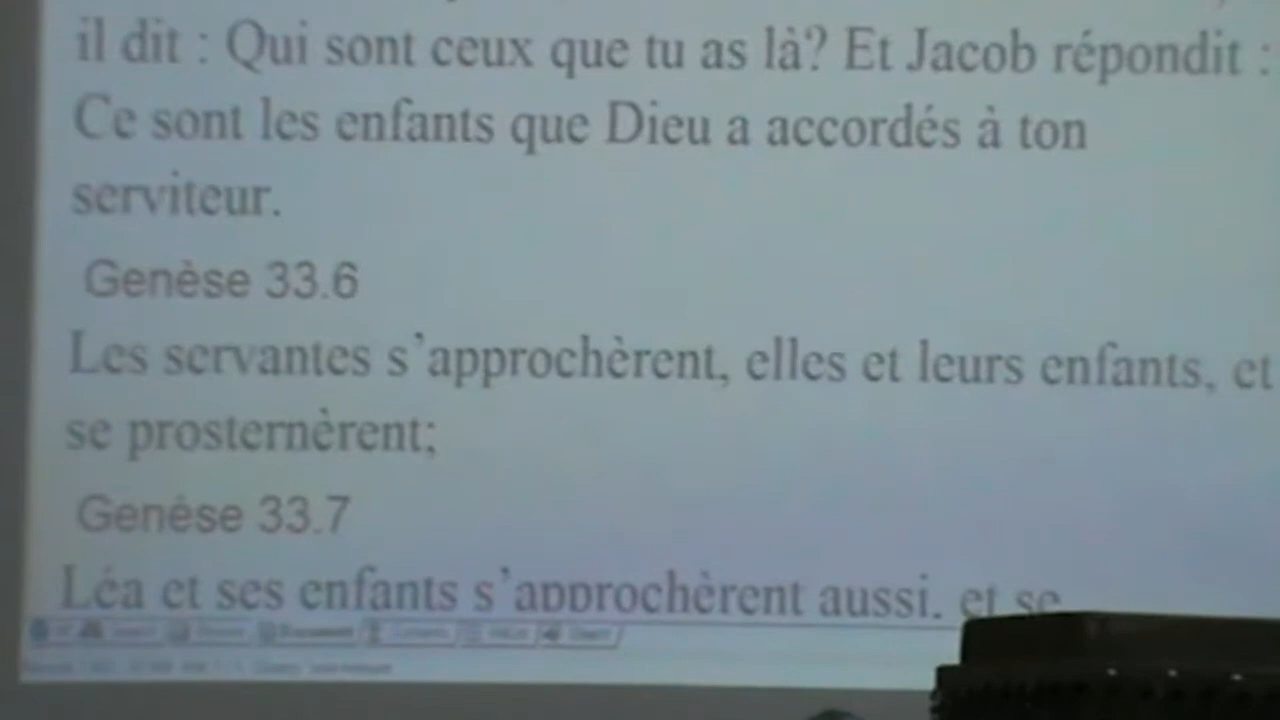 il dit : Qui sont ceux que tu as là? Et Jacob répondit :
Ce sont les enfants que Dieu a accordés à ton
serviteur.
Genèse 33.6
Les servantes s'approchèrent, elles et leurs enfants, et
se prosternèrent;
Genèse 33.7
Léa et ses enfants s'approchèrent aussi, et se